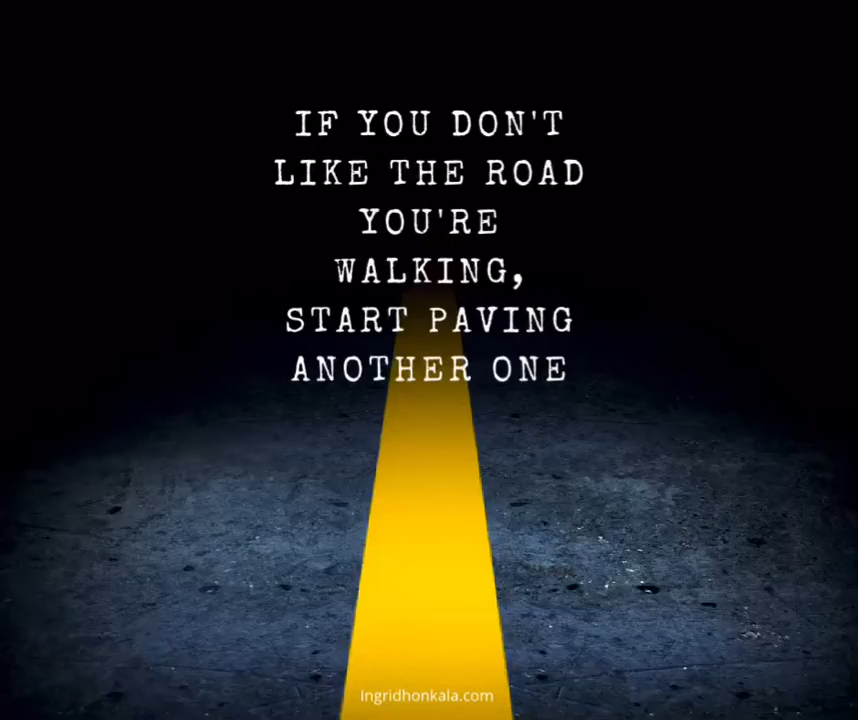 IF YOU DON'T
LIKE THE ROAD
YOU'RE
WALKING,
START PAVING
ANOTHER ONE
Ingridhonkala.com